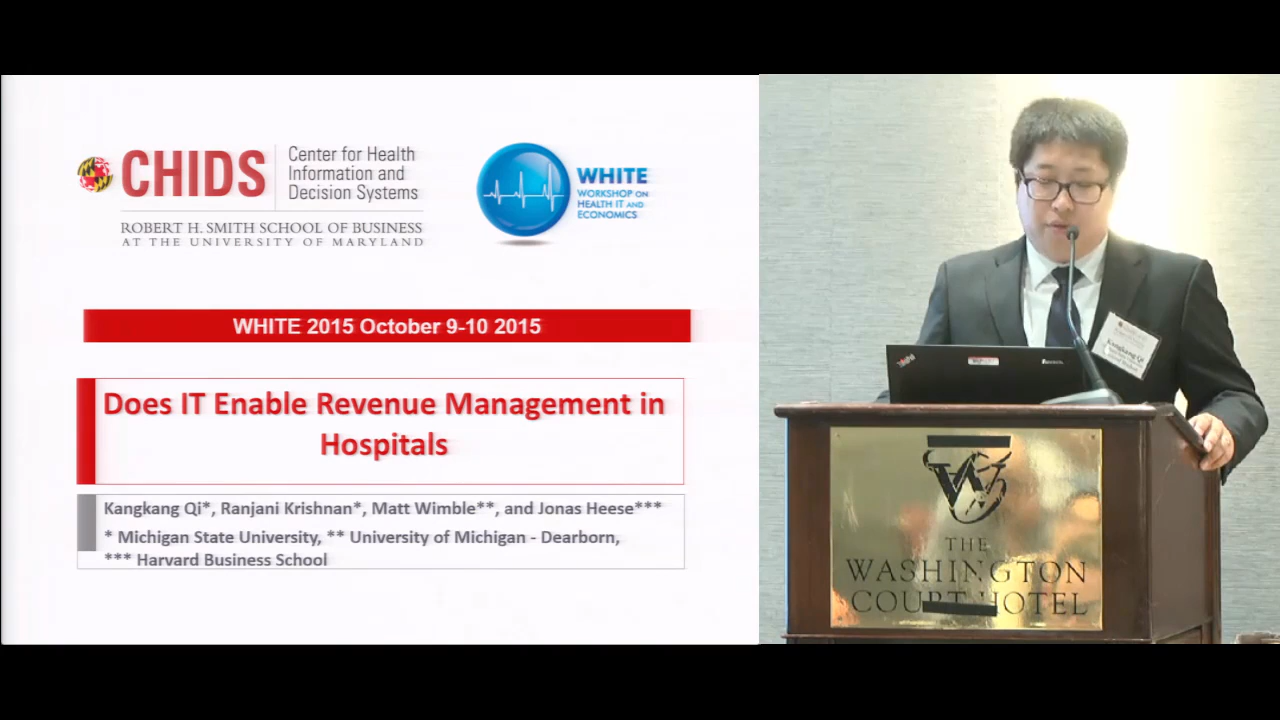 CHIDS
Center for Health
Information and
Decision Systems
ROBERT H. SMITH SCHOOL OF BUSINESS
AT THE UNIVERSITY OF MARYLAND
WHITE
WORKSHOP ON
HEALTH IT AND
ECONOMICS
WHITE 2015 October 9-10 2015
Does IT Enable Revenue Management in
Hospitals
Kangkang Qi*, Ranjani Krishnan*, Matt Wimble**, and Jonas Heese***
* Michigan State University, ** University of Michigan - Dearborn,
*** Harvard Business School
ThinkPad
Kangkang Qi
THE
WASHINGTON
COURT HOTEL